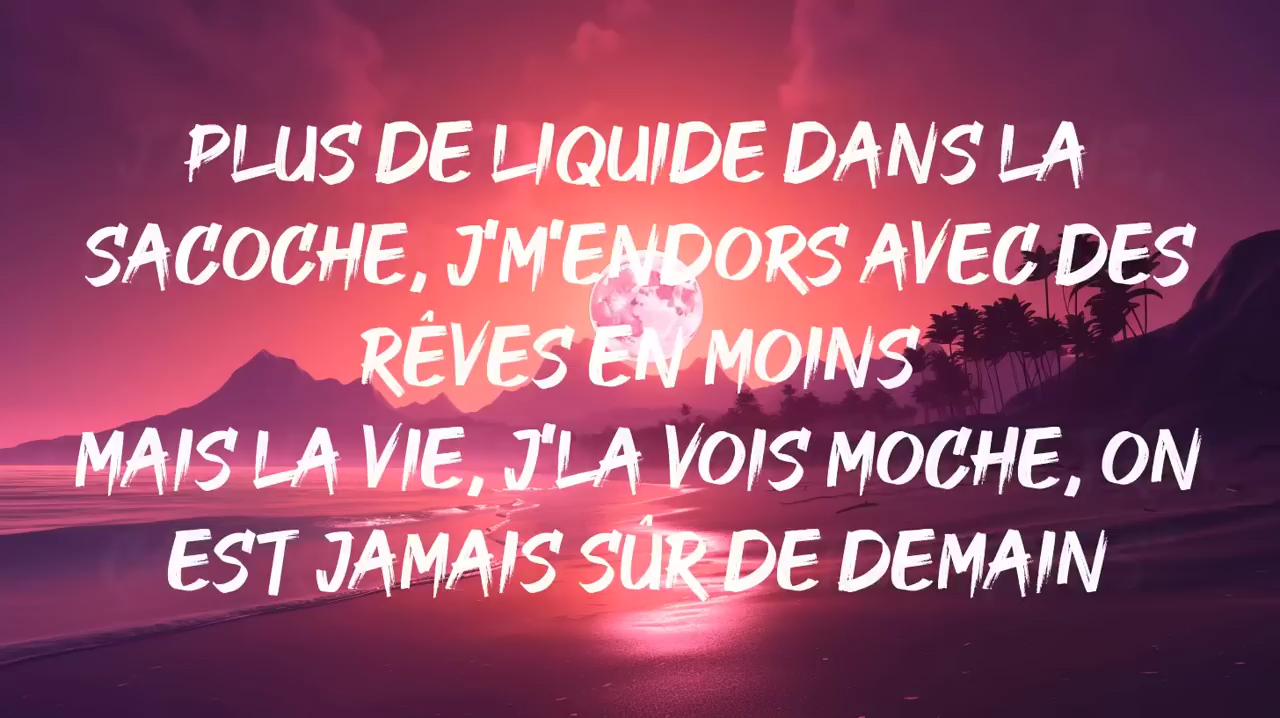 PLUS DE LIQUIDE DANS LA
SACOCHE, J'M'ENDORS AVEC DES
RÊVES EN MOINS
MAIS LA VIE, J'LA VOIS MOCHE, ON
EST JAMAIS SÛR DE DEMAIN